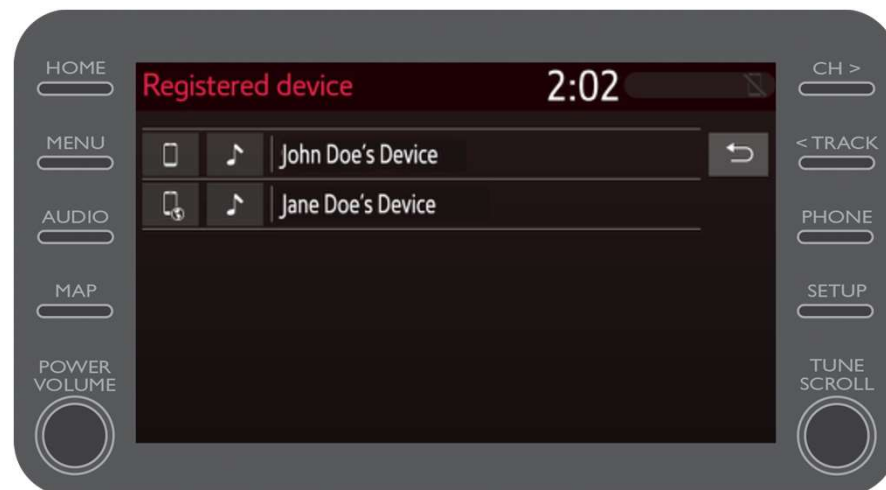 HOME
MENU
AUDIO
MAP
POWER
VOLUME
Registered device 2:02
John Doe's Device
Jane Doe's Device
CH >
< TRACK
PHONE
SETUP
TUNE
SCROLL